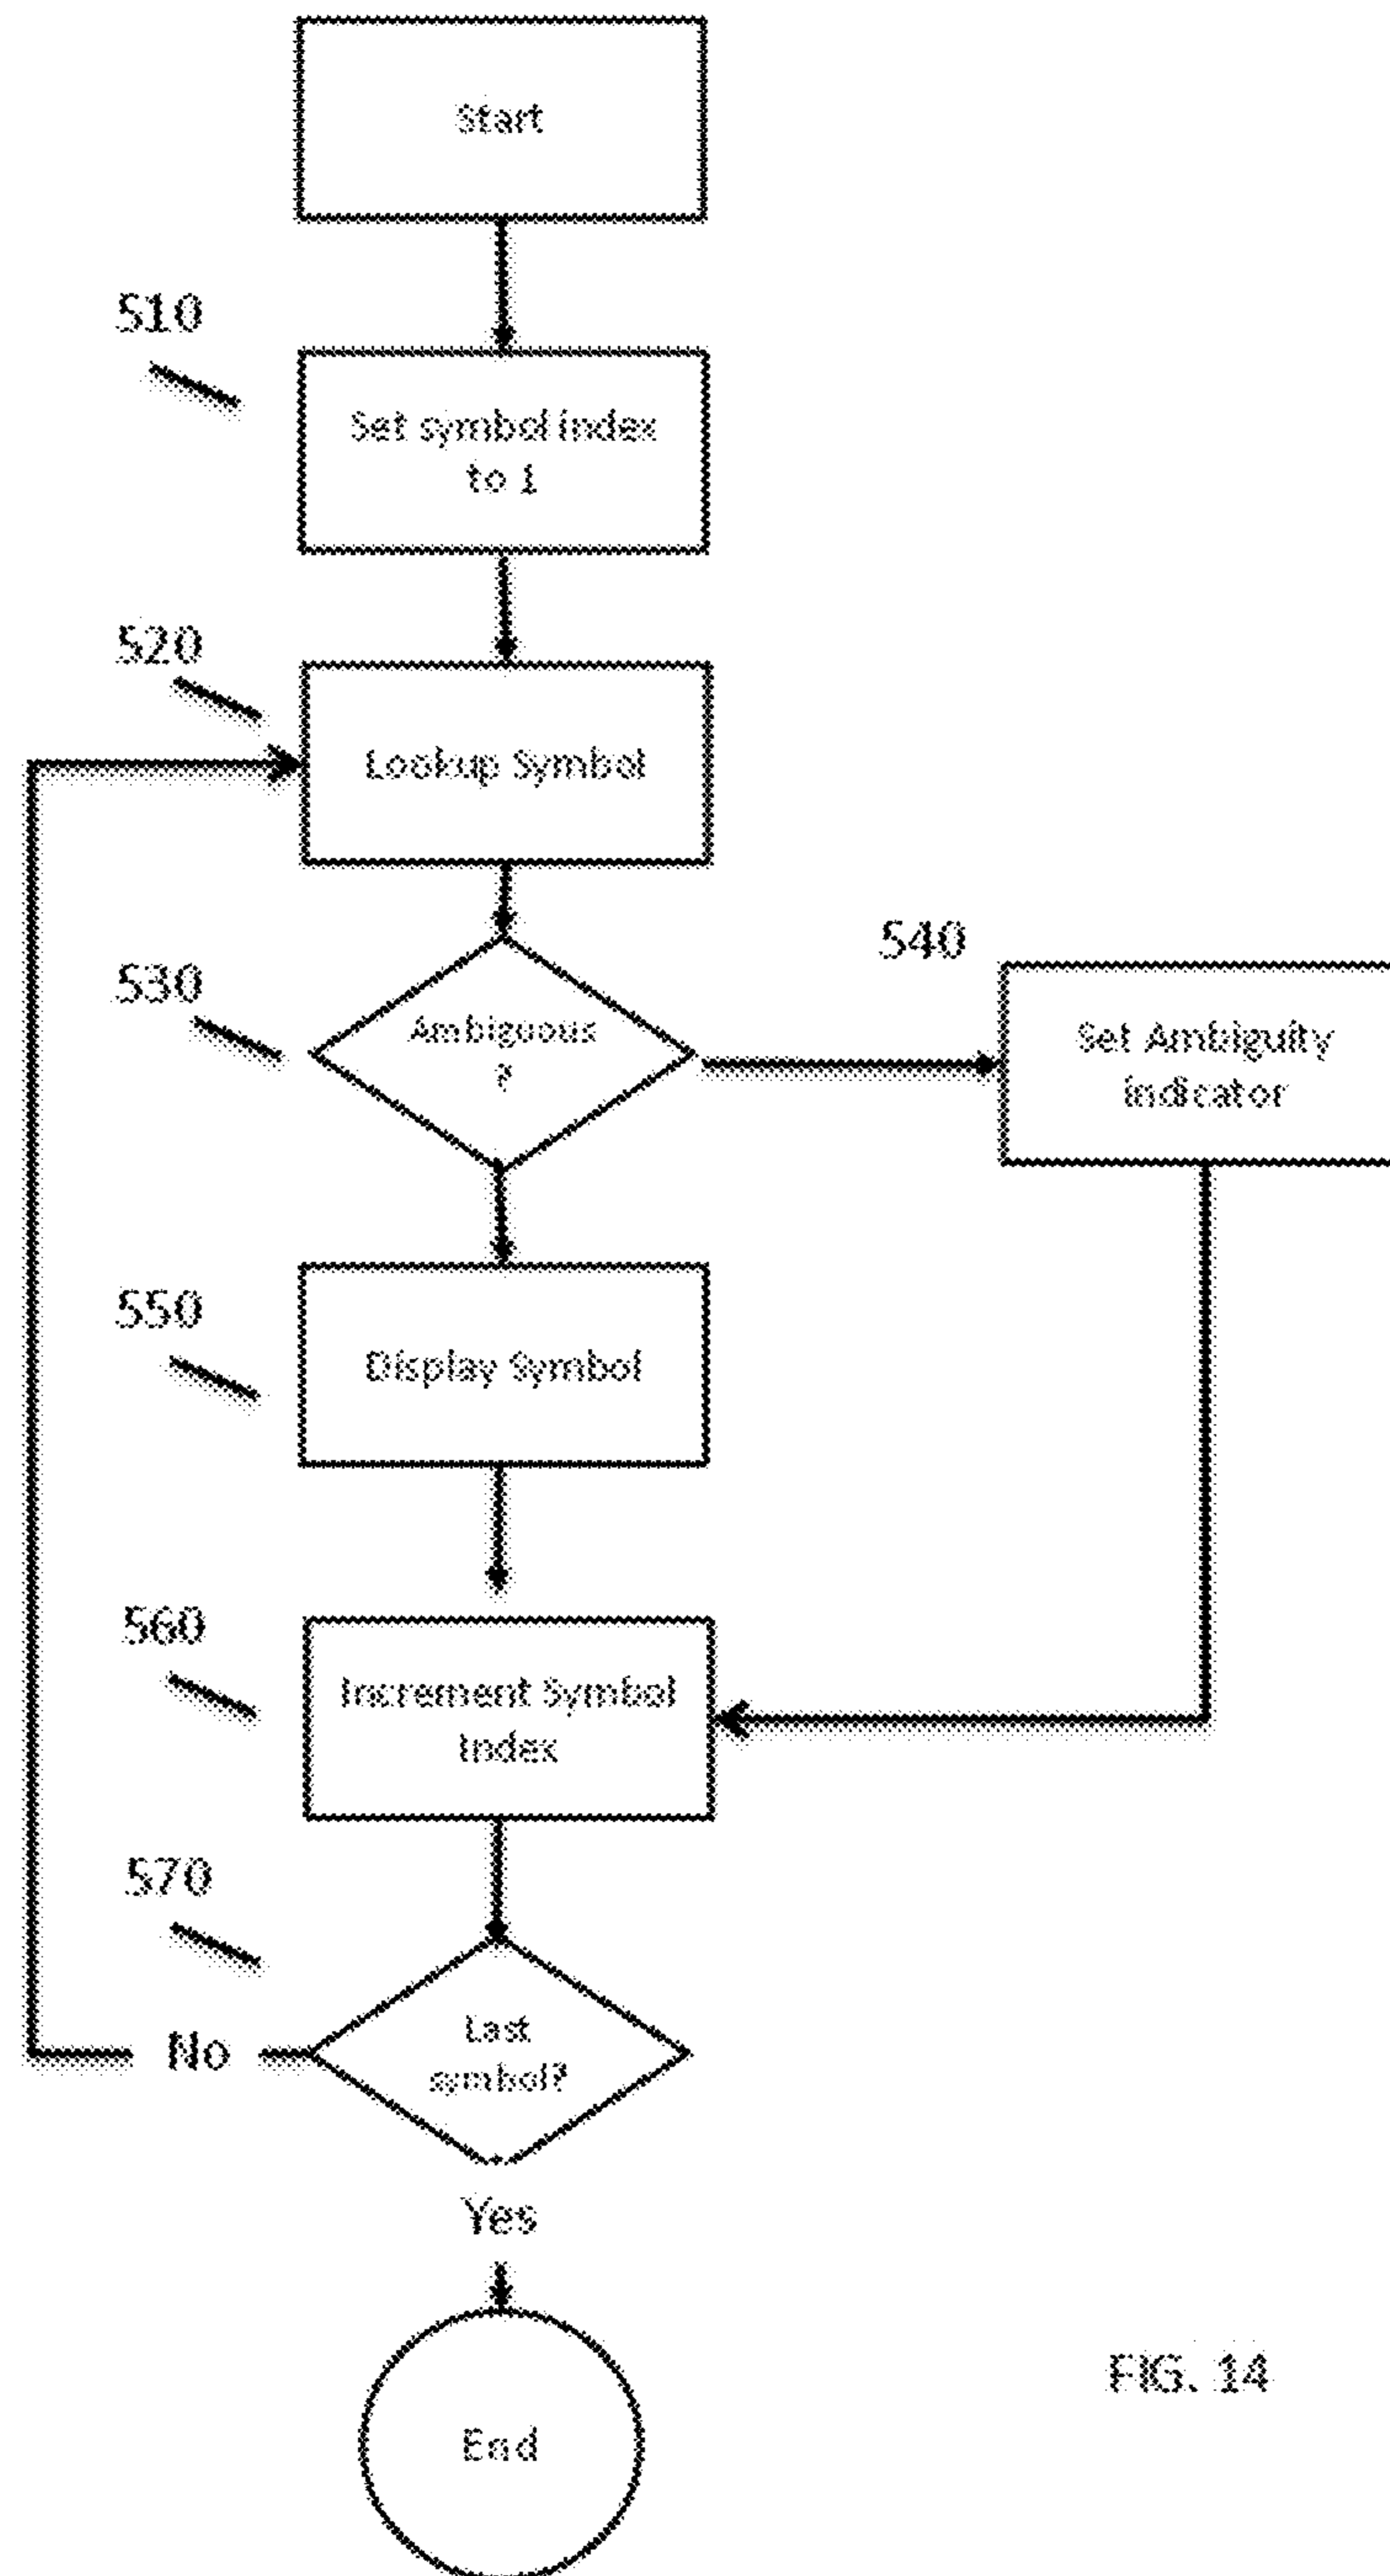 Start
510
Set symbol index
to 1
520
Lookup Symbol
530
Ambiguous
?
540
Set Ambiguity
indicator
550
Display Symbol
560
Increment Symbol
Index
570
Last
symbol?
No
Yes
End
FIG. 14